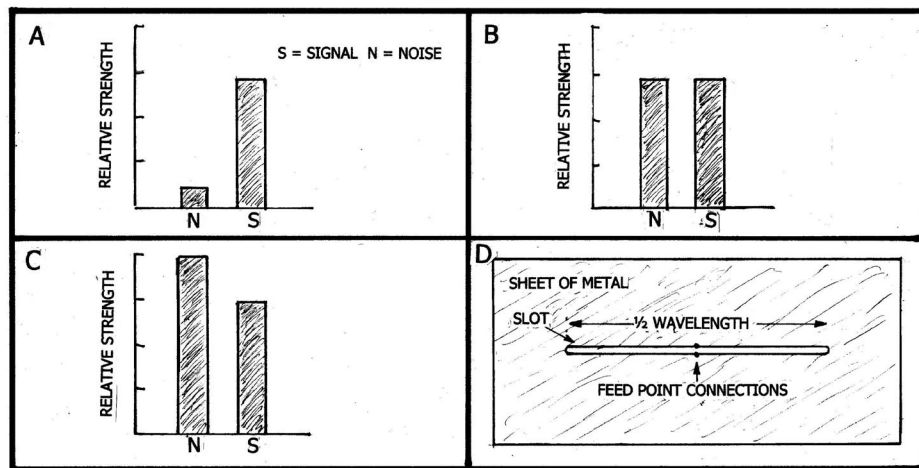 A
S = SIGNAL N = NOISE
RELATIVE STRENGTH
N S
B
RELATIVE STRENGTH
N S
C
RELATIVE STRENGTH
N S
D
SHEET OF METAL
SLOT
½ WAVELENGTH
FEED POINT CONNECTIONS